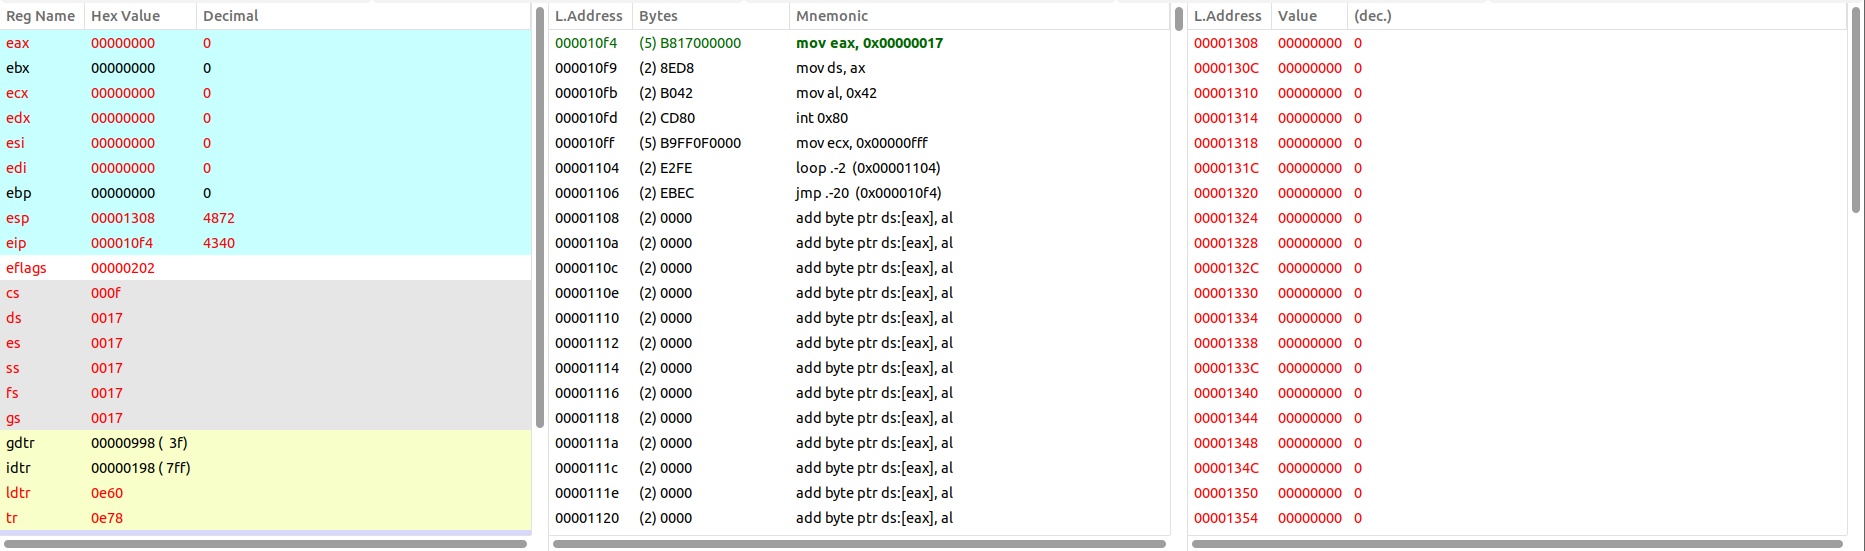 Reg Name Hex Value Decimal L.Address Bytes Mnemonic L.Address Value (dec.)
eax 00000000 0 000010f4 (5) B817000000 mov eax, 0x00000017 00001308 00000000 0
ebx 00000000 0 000010f9 (2) 8ED8 mov ds, ax 0000130C 00000000 0
ecx 00000000 0 000010fb (2) B042 mov al, 0x42 00001310 00000000 0
edx 00000000 0 000010fd (2) CD80 int 0x80 00001314 00000000 0
esi 00000000 0 000010ff (5) B9FF0F0000 mov ecx, 0x00000fff 00001318 00000000 0
edi 00000000 0 00001104 (2) E2FE loop .-2 (0x00001104) 0000131C 00000000 0
ebp 00000000 0 00001106 (2) EBEC jmp .-20 (0x000010f4) 00001320 00000000 0
esp 00001308 4872 00001108 (2) 0000 add byte ptr ds:[eax], al 00001324 00000000 0
eip 000010f4 4340 0000110a (2) 0000 add byte ptr ds:[eax], al 00001328 00000000 0
eflags 00000202 0000110c (2) 0000 add byte ptr ds:[eax], al 0000132C 00000000 0
cs 000f 0000110e (2) 0000 add byte ptr ds:[eax], al 00001330 00000000 0
ds 0017 00001110 (2) 0000 add byte ptr ds:[eax], al 00001334 00000000 0
es 0017 00001112 (2) 0000 add byte ptr ds:[eax], al 00001338 00000000 0
ss 0017 00001114 (2) 0000 add byte ptr ds:[eax], al 0000133C 00000000 0
fs 0017 00001116 (2) 0000 add byte ptr ds:[eax], al 00001340 00000000 0
gs 0017 00001118 (2) 0000 add byte ptr ds:[eax], al 00001344 00000000 0
gdtr 00000998 ( 3f) 0000111a (2) 0000 add byte ptr ds:[eax], al 00001348 00000000 0
idtr 00000198 ( 7ff) 0000111c (2) 0000 add byte ptr ds:[eax], al 0000134C 00000000 0
ldtr 0e60 0000111e (2) 0000 add byte ptr ds:[eax], al 00001350 00000000 0
tr 0e78 00001120 (2) 0000 add byte ptr ds:[eax], al 00001354 00000000 0